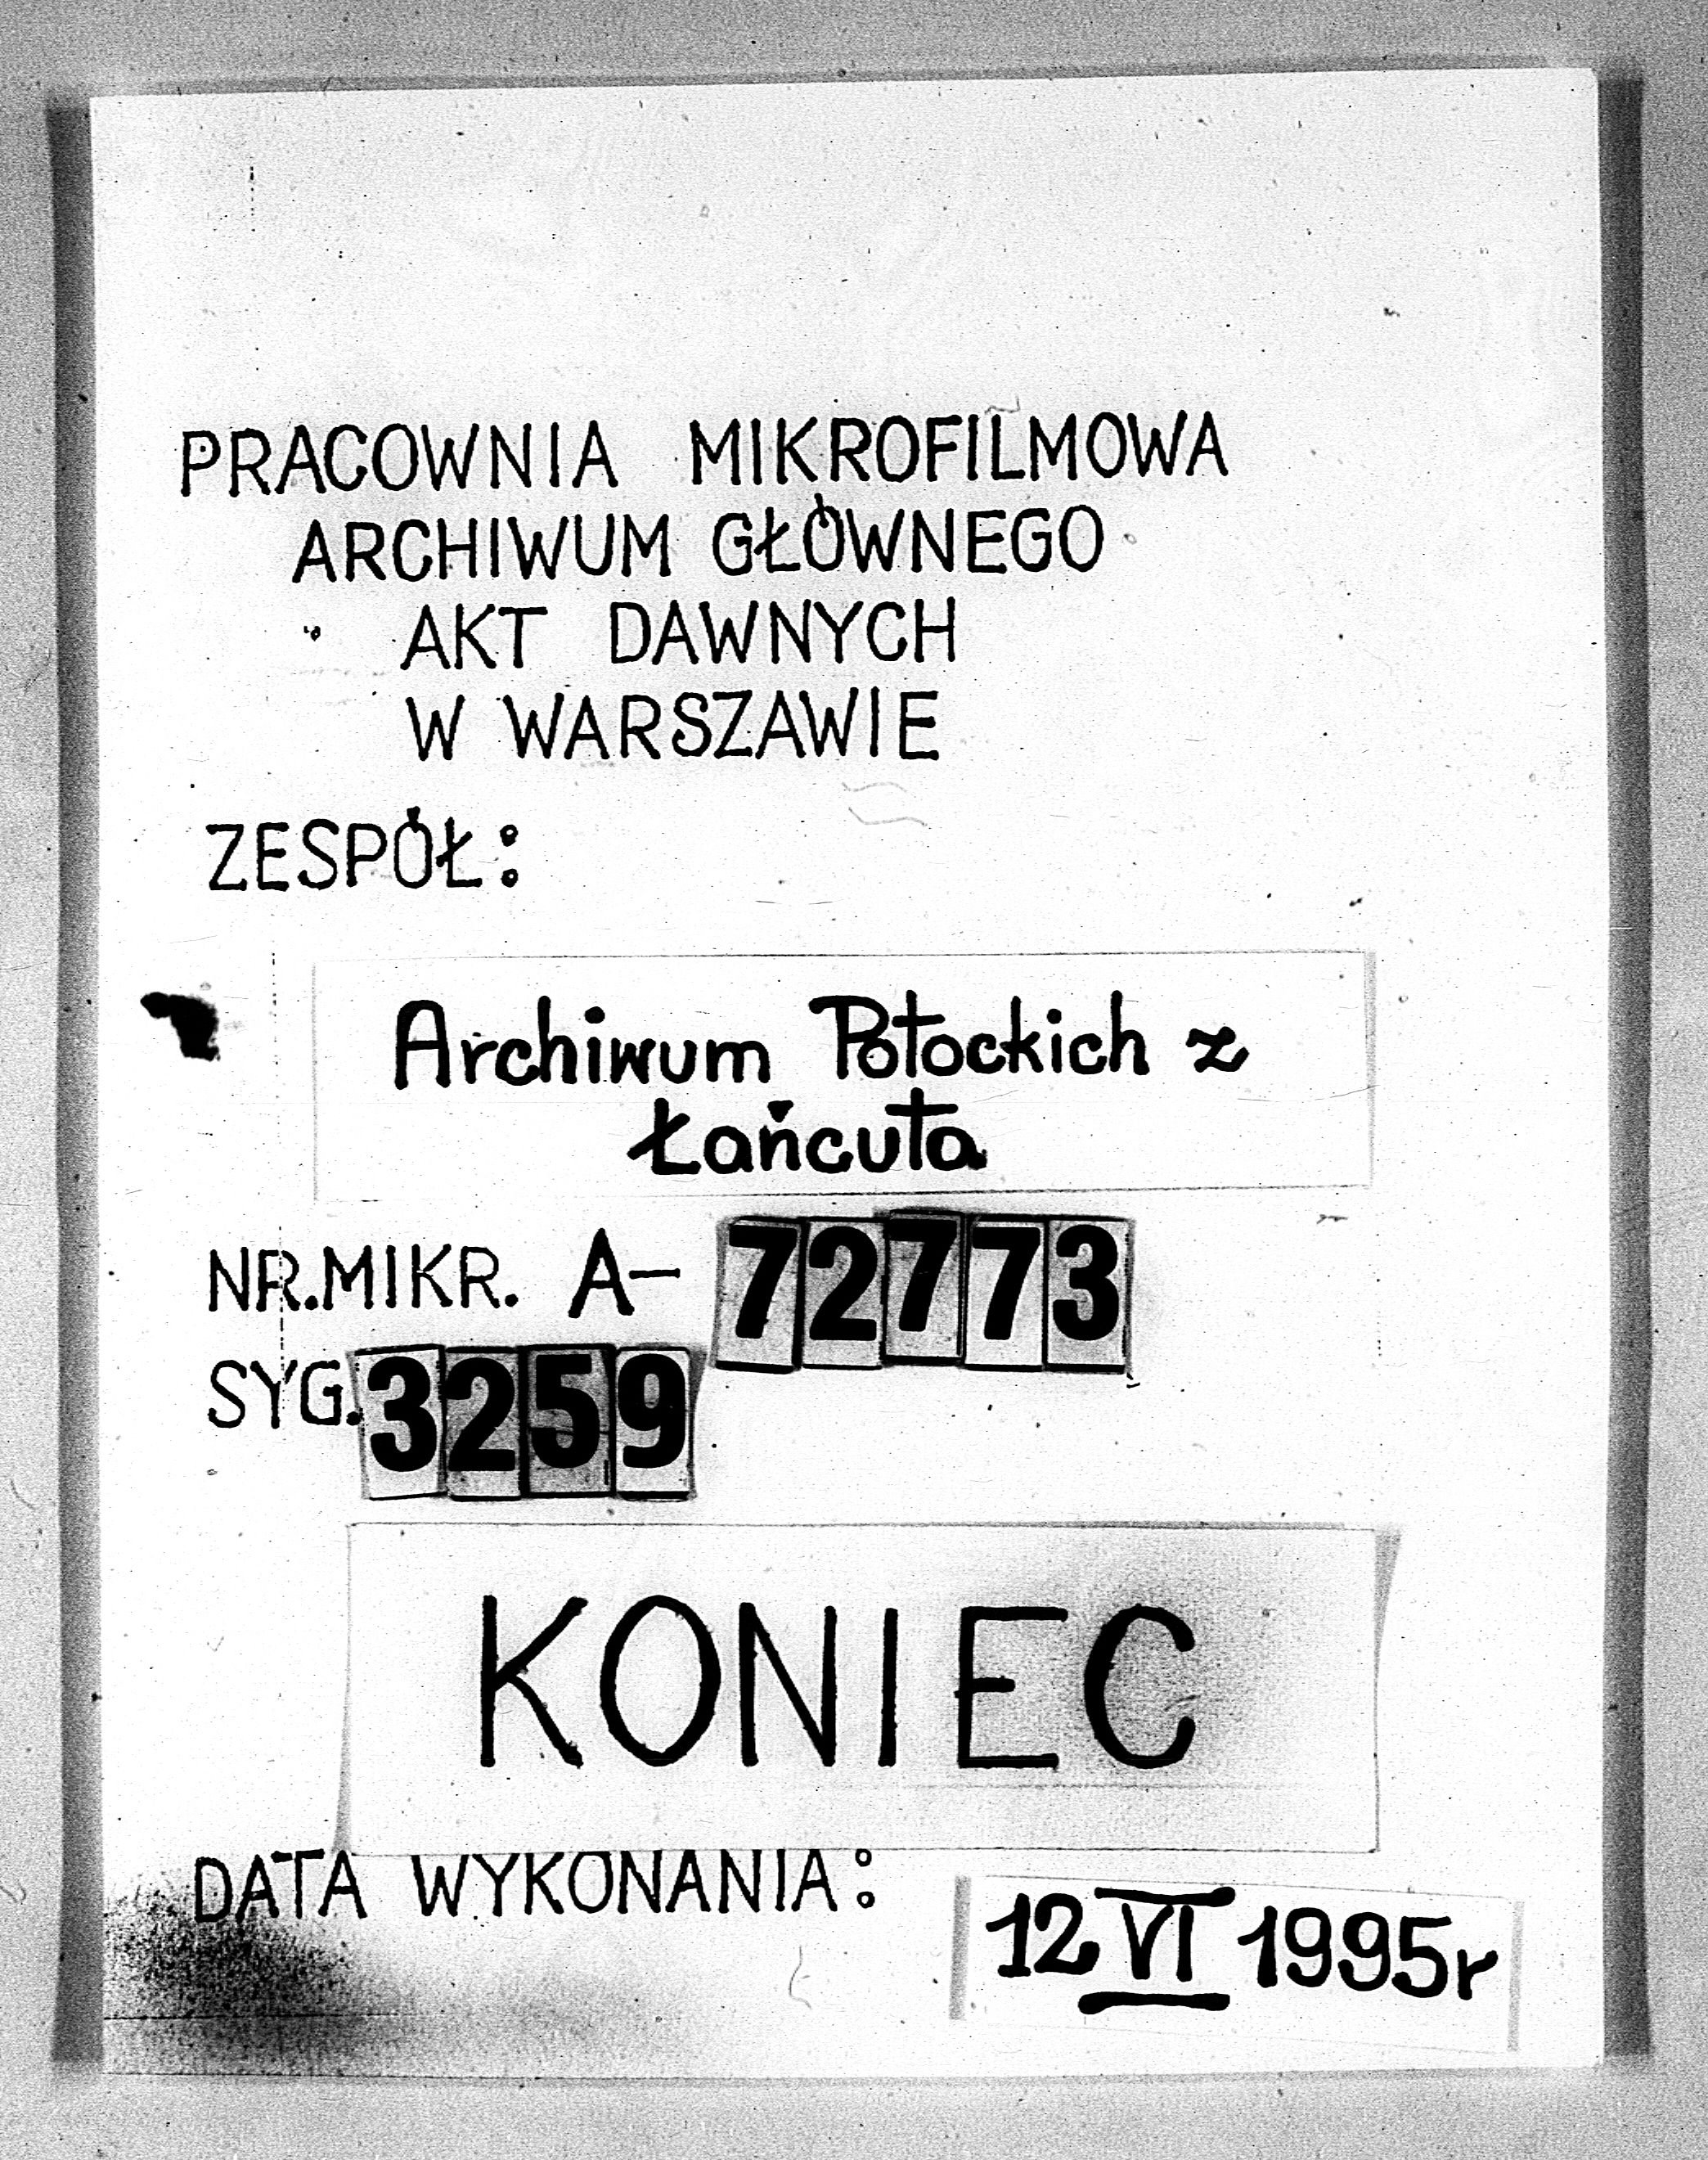 PRACOWNIA MIKROFILMOWA
ARCHIWUM GŁÓWNEGO
AKT DAWNYCH
W WARSZAWIE
ZESPÓŁ:
Archiwum Potockich z
Łańcuta
NR.MIKR. A- 72773
SYG. 3259
KONIEC
DATA WYKONANIA: 12 VI 1995r